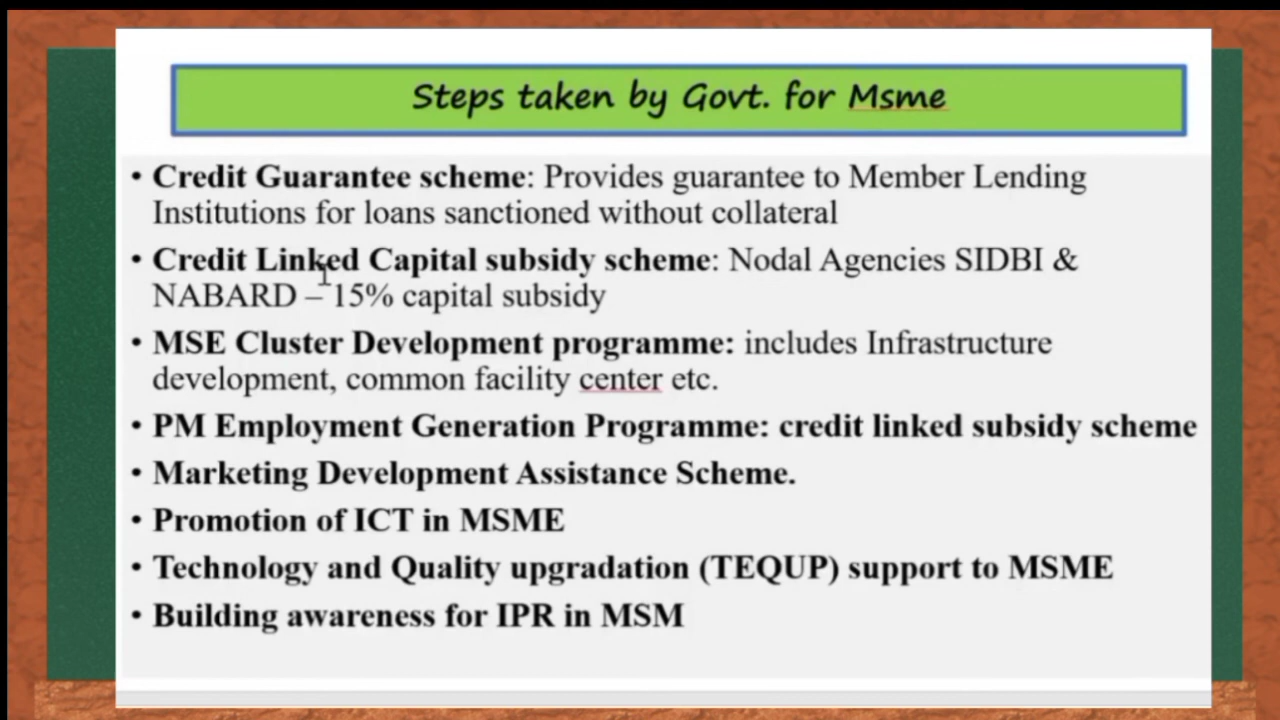 Steps taken by Govt. for Msme
• Credit Guarantee scheme: Provides guarantee to Member Lending
Institutions for loans sanctioned without collateral
• Credit Linked Capital subsidy scheme: Nodal Agencies SIDBI &
NABARD – 15% capital subsidy
• MSE Cluster Development programme: includes Infrastructure
development, common facility center etc.
• PM Employment Generation Programme: credit linked subsidy scheme
• Marketing Development Assistance Scheme.
• Promotion of ICT in MSME
• Technology and Quality upgradation (TEQUP) support to MSME
• Building awareness for IPR in MSM